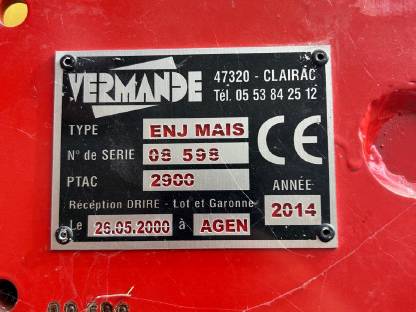 VERMANDE
47320 - CLAIRAC
Tél. 05 53 84 25 12
TYPE ENJ MAIS
N° de SERIE 08 598
PTAC 2900
CE
ANNÉE
2014
Réception DRIRE - Lot et Garonne
Le 26.05.2000 à AGEN